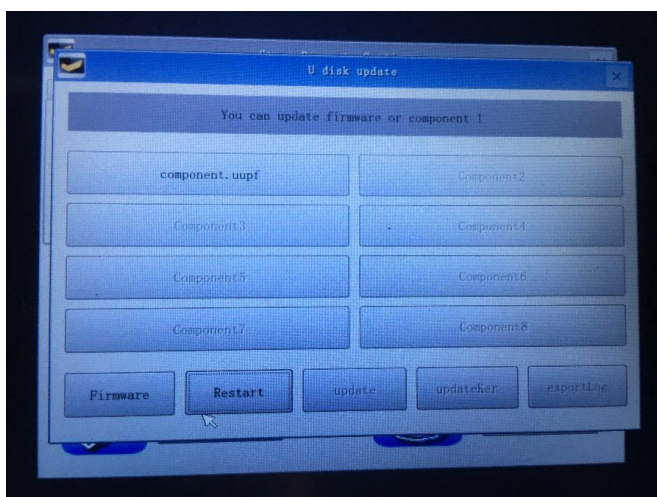 U disk update
You can update firmware or component !
component.uupf
Component2
Component3
Component4
Component5
Component6
Component7
Component8
Firmware
Restart
update
updateKer
exportLog